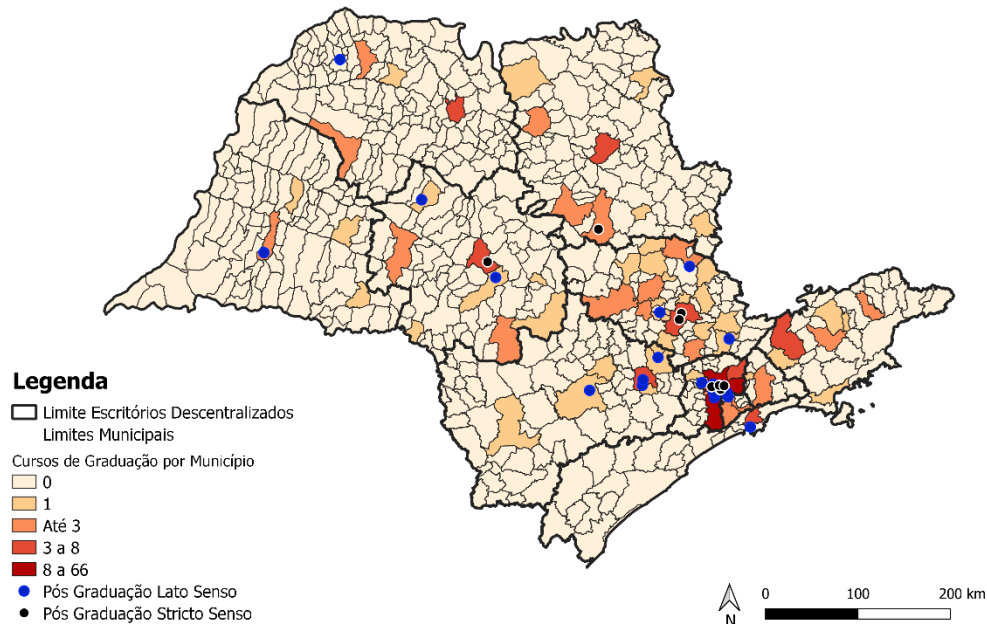 Legenda
Limite Escritórios Descentralizados
Limites Municipais
Cursos de Graduação por Município
0
1
Até 3
3 a 8
8 a 66
Pós Graduação Lato Senso
Pós Graduação Stricto Senso
N
0 100 200 km